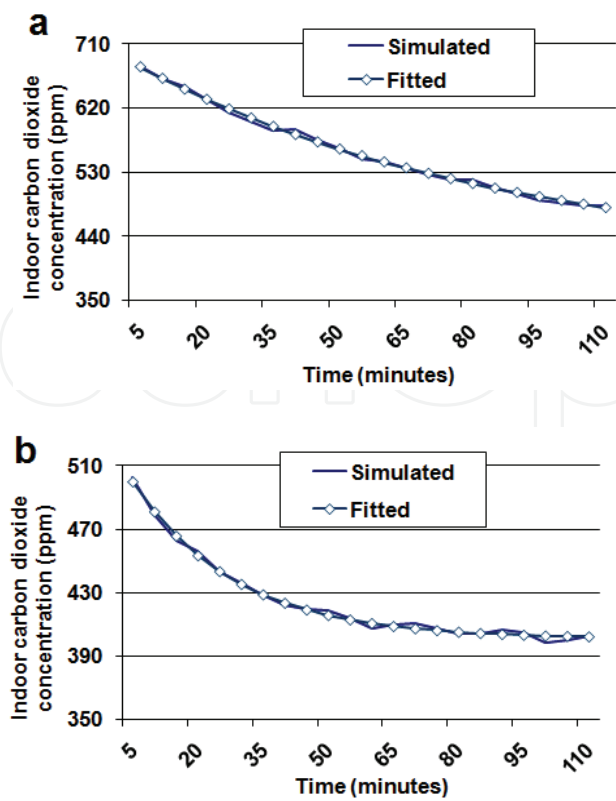 a
710
620
530
440
350
Indoor carbon dioxide
concentration (ppm)
Simulated
Fitted
5
20
35
50
65
80
95
110
Time (minutes)
b
510
470
430
390
350
Indoor carbon dioxide
concentration (ppm)
Simulated
Fitted
5
20
35
50
65
80
95
110
Time (minutes)